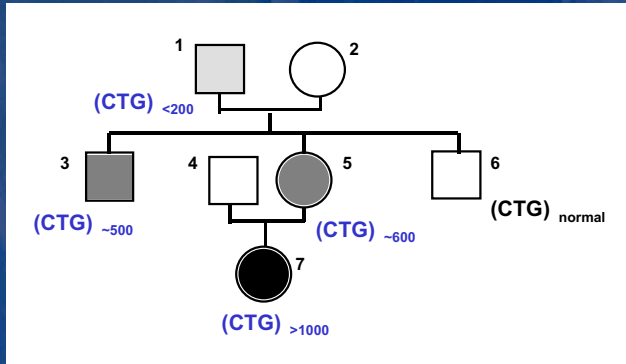 1
2
(CTG) <200
3
4
5
6
(CTG) ~500
(CTG) ~600
(CTG) normal
7
(CTG) >1000